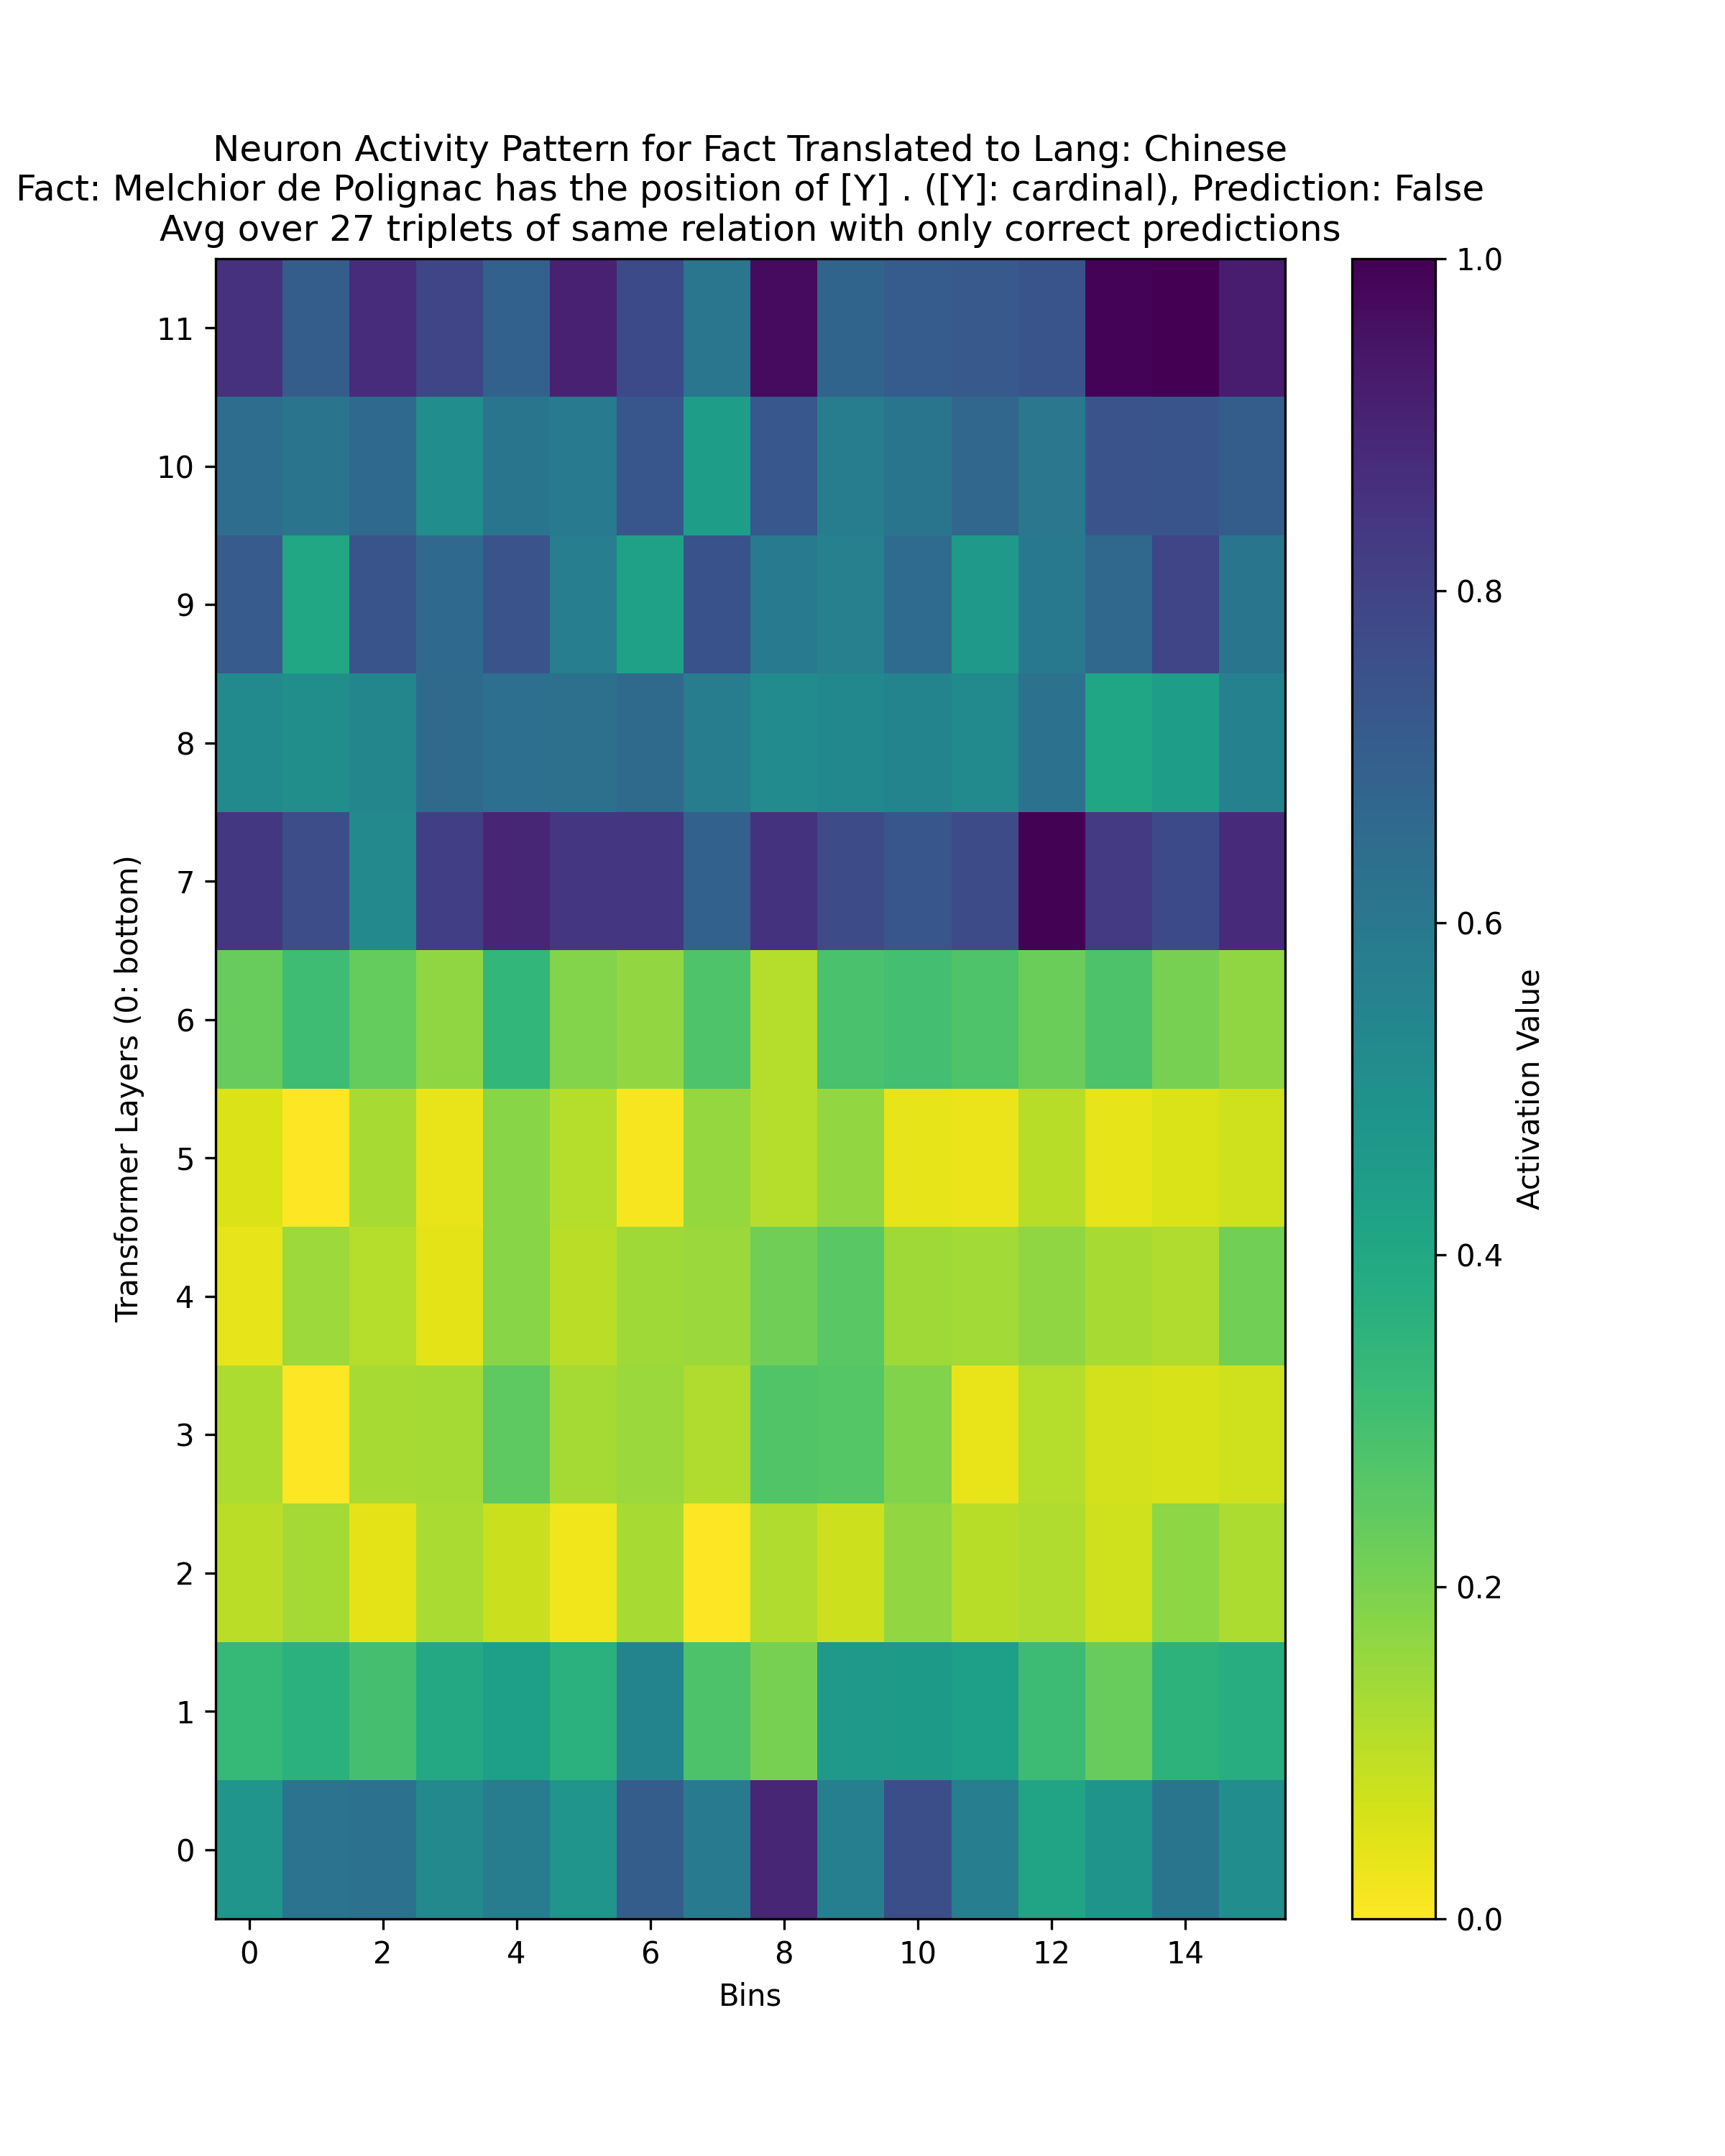 Neuron Activity Pattern for Fact Translated to Lang: Chinese
Fact: Melchior de Polignac has the position of [Y] . ([Y]: cardinal), Prediction: False
Avg over 27 triplets of same relation with only correct predictions
11
10
9
8
7
6
5
4
3
2
1
0
Transformer Layers (0: bottom)
0 2 4 6 8 10 12 14
Bins
1.0
0.8
0.6
0.4
0.2
0.0
Activation Value